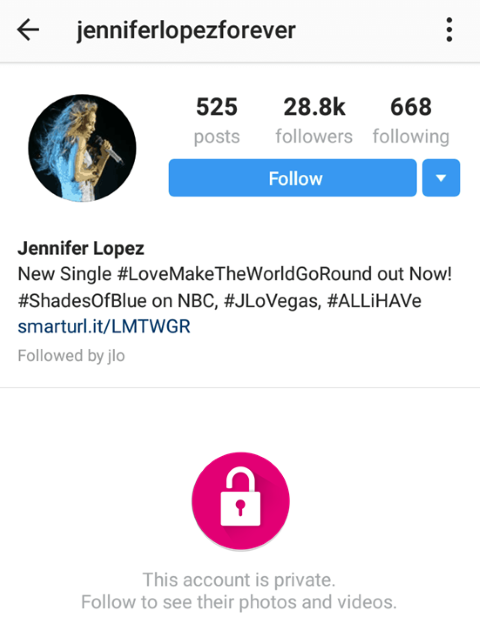 jenniferlopezforever
525 28.8k 668
posts followers following
Follow
Jennifer Lopez
New Single #LoveMakeTheWorldGoRound out Now!
#ShadesOfBlue on NBC, #JLoVegas, #ALLiHAVe
smarturl.it/LMTWGR
Followed by jlo
This account is private.
Follow to see their photos and videos.